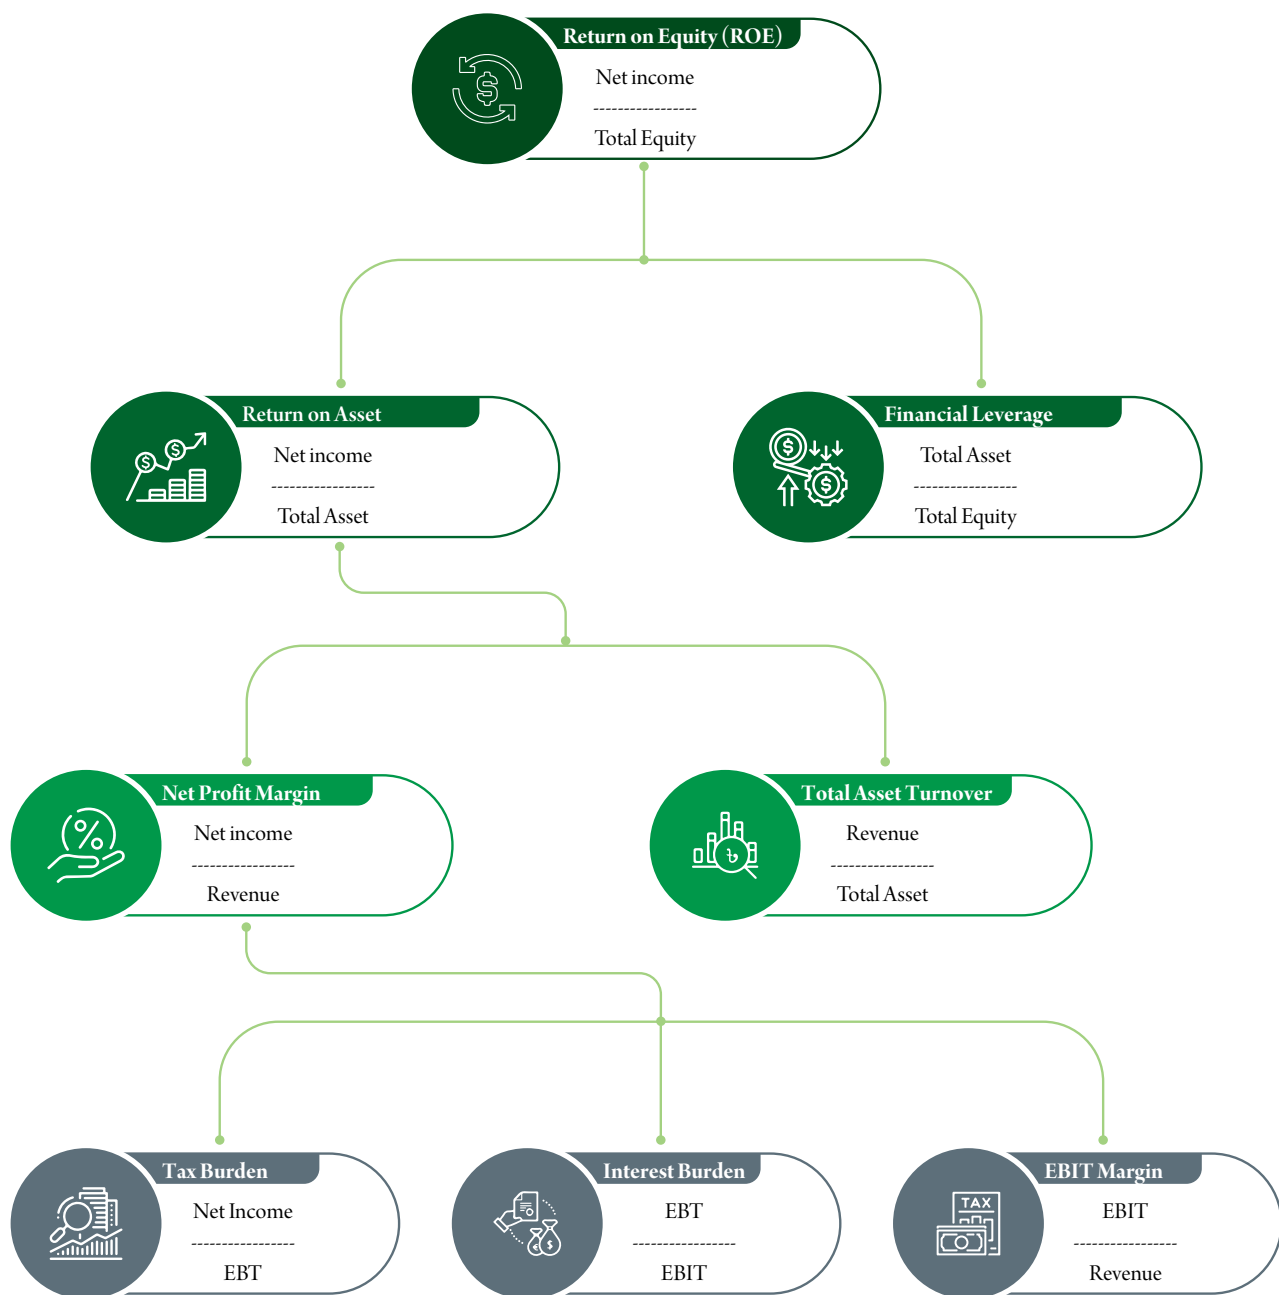 Return on Equity (ROE)
Net income
-----------------
Total Equity
Return on Asset
Net income
-----------------
Total Asset
Financial Leverage
Total Asset
-----------------
Total Equity
Net Profit Margin
Net income
-----------------
Revenue
Total Asset Turnover
Revenue
-----------------
Total Asset
৳
Tax Burden
Net Income
-----------------
EBT
Interest Burden
EBT
-----------------
EBIT
EBIT Margin
TAX
EBIT
-----------------
Revenue